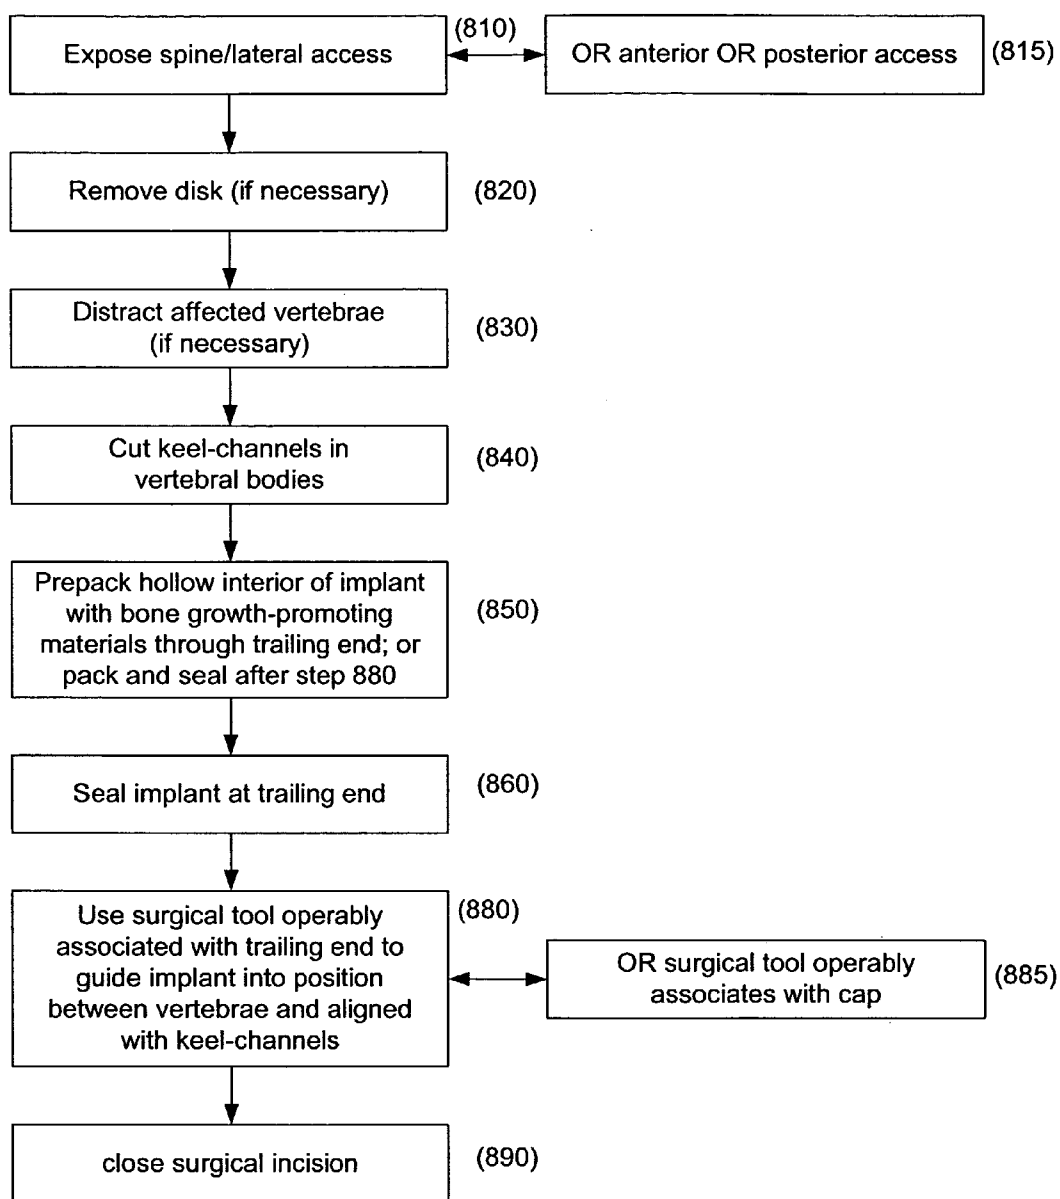 Expose spine/lateral access
(810)
OR anterior OR posterior access
(815)
Remove disk (if necessary)
(820)
Distract affected vertebrae
(if necessary)
(830)
Cut keel-channels in
vertebral bodies
(840)
Prepack hollow interior of implant
with bone growth-promoting
materials through trailing end; or
pack and seal after step 880
(850)
Seal implant at trailing end
(860)
Use surgical tool operably
associated with trailing end to
guide implant into position
between vertebrae and aligned
with keel-channels
(880)
OR surgical tool operably
associates with cap
(885)
close surgical incision
(890)